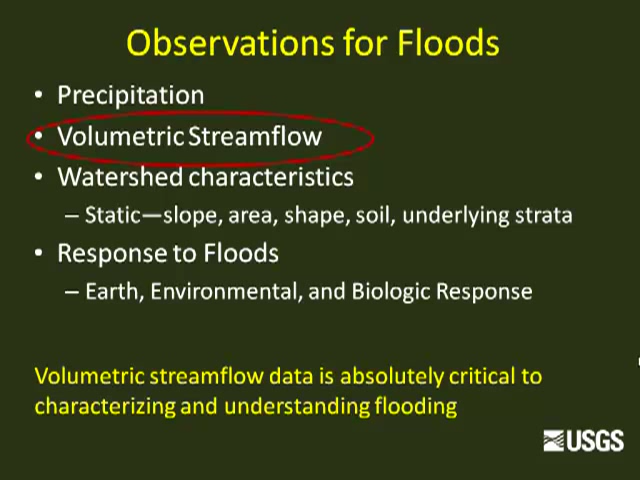 Observations for Floods
• Precipitation
• Volumetric Streamflow
• Watershed characteristics
– Static—slope, area, shape, soil, underlying strata
• Response to Floods
– Earth, Environmental, and Biologic Response
Volumetric streamflow data is absolutely critical to
characterizing and understanding flooding
USGS